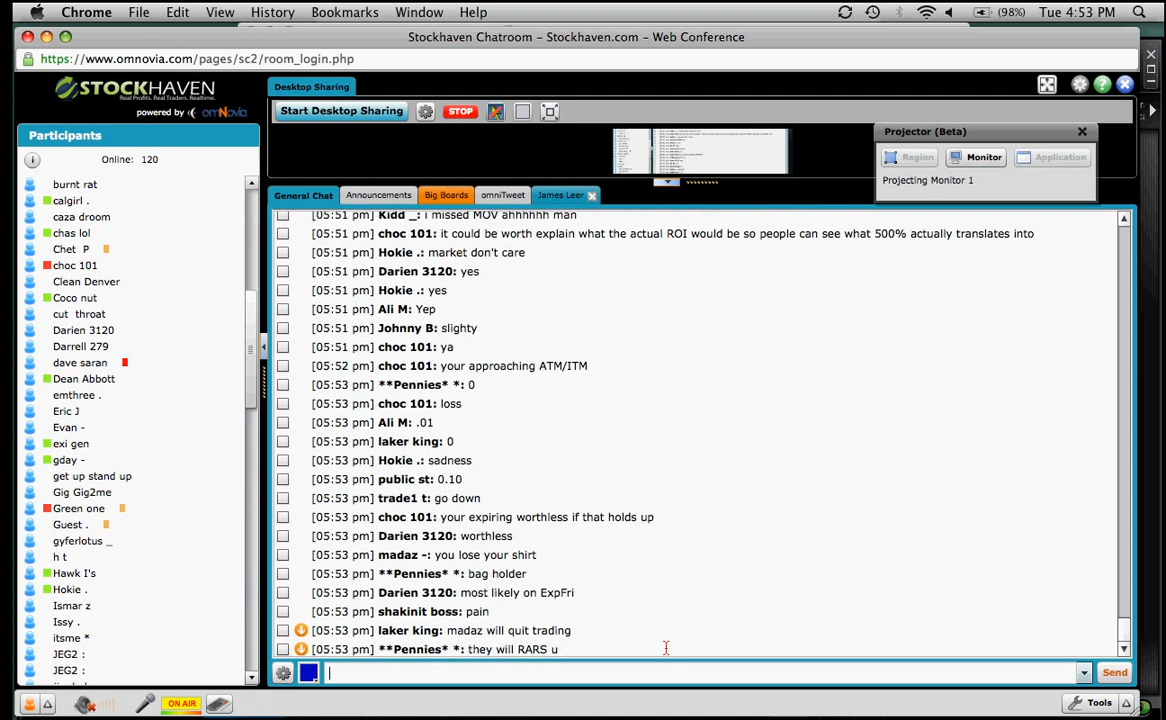 Chrome File Edit View History Bookmarks Window Help (98%) Tue 4:53 PM
Stockhaven Chatroom – Stockhaven.com – Web Conference
https://www.omnovia.com/pages/sc2/room_login.php
STOCKHAVEN
Real Profits. Real Traders. Realtime.
powered by omNovia
Desktop Sharing
Start Desktop Sharing STOP
Projector (Beta)
Region Monitor Application
Projecting Monitor 1
Participants
Online: 120
burnt rat
calgirl .
caza droom
chas lol
Chet P
choc 101
Clean Denver
Coco nut
cut throat
Darien 3120
Darrell 279
dave saran
Dean Abbott
emthree .
Eric J
Evan -
exi gen
gday -
get up stand up
Gig Gig2me
Green one
Guest .
gyferlotus _
h t
Hawk I's
Hokie .
Ismar z
Issy .
itsme *
JEG2 :
JEG2 :
General Chat Announcements Big Boards omniTweet James Leer
[05:51 pm] Kidd _: i missed MOV ahhhhhh man
[05:51 pm] choc 101: it could be worth explain what the actual ROI would be so people can see what 500% actually translates into
[05:51 pm] Hokie .: market don't care
[05:51 pm] Darien 3120: yes
[05:51 pm] Hokie .: yes
[05:51 pm] Ali M: Yep
[05:51 pm] Johnny B: slighty
[05:51 pm] choc 101: ya
[05:52 pm] choc 101: your approaching ATM/ITM
[05:53 pm] **Pennies* *: 0
[05:53 pm] choc 101: loss
[05:53 pm] Ali M: .01
[05:53 pm] laker king: 0
[05:53 pm] Hokie .: sadness
[05:53 pm] public st: 0.10
[05:53 pm] trade1 t: go down
[05:53 pm] choc 101: your expiring worthless if that holds up
[05:53 pm] Darien 3120: worthless
[05:53 pm] madaz -: you lose your shirt
[05:53 pm] **Pennies* *: bag holder
[05:53 pm] Darien 3120: most likely on ExpFri
[05:53 pm] shakinit boss: pain
[05:53 pm] laker king: madaz will quit trading
[05:53 pm] **Pennies* *: they will RARS u
Send
ON AIR
Tools